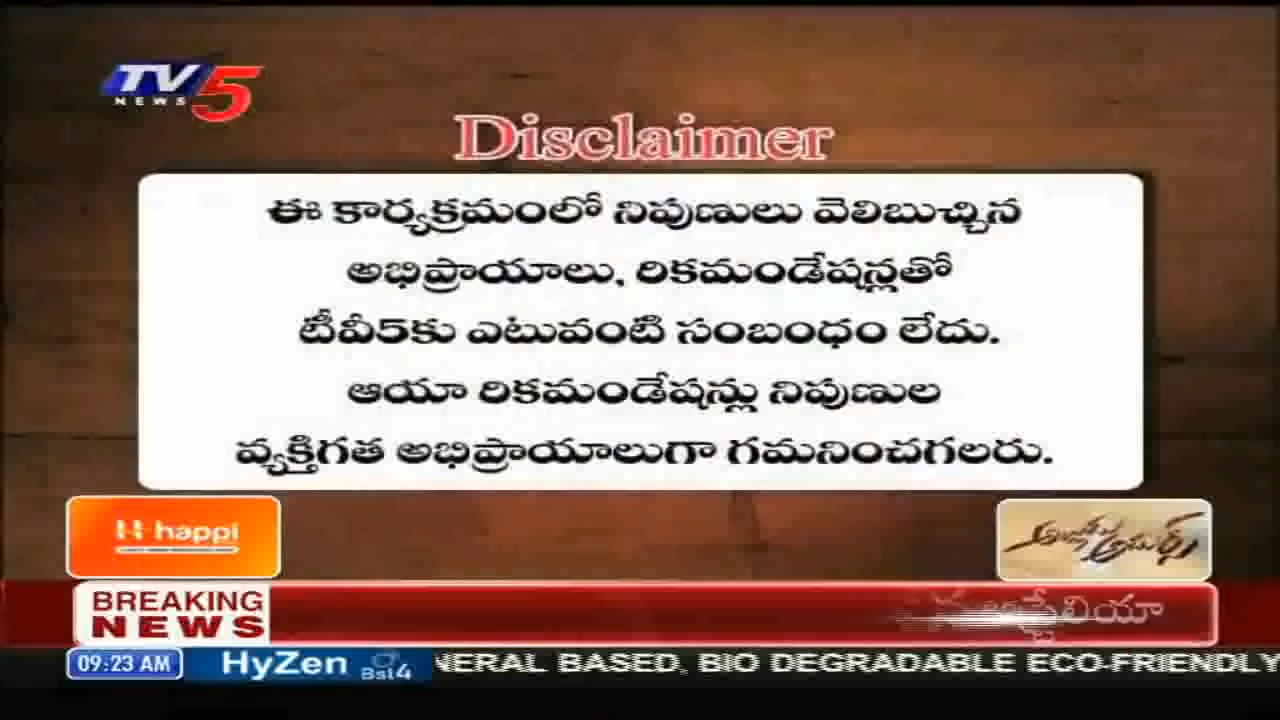 TV5
NEWS
Disclaimer
ఈ కార్యక్రమంలో నిపుణులు వెలిబుచ్చిన
అభిప్రాయాలు, రికమండేషన్లతో
టీవీ5కు ఎటువంటి సంబంధం లేదు.
ఆయా రికమండేషన్లు నిపుణుల
వ్యక్తిగత అభిప్రాయాలుగా గమనించగలరు.
happi
BREAKING
NEWS
09:23 AM
HyZen Bsl4
NERAL BASED, BIO DEGRADABLE ECO-FRIENDLY